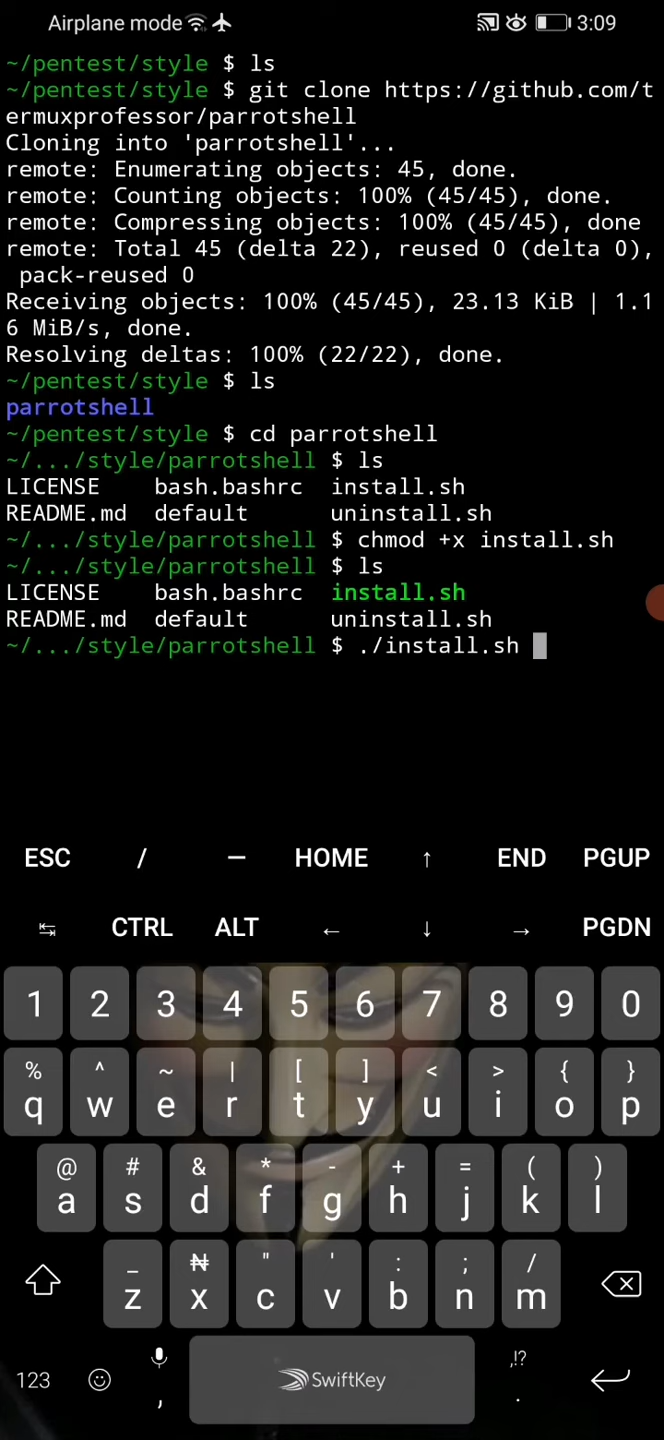 Airplane mode 3:09
~/pentest/style $ ls
~/pentest/style $ git clone https://github.com/t
ermuxprofessor/parrotshell
Cloning into 'parrotshell'...
remote: Enumerating objects: 45, done.
remote: Counting objects: 100% (45/45), done.
remote: Compressing objects: 100% (45/45), done
remote: Total 45 (delta 22), reused 0 (delta 0),
 pack-reused 0
Receiving objects: 100% (45/45), 23.13 KiB | 1.1
6 MiB/s, done.
Resolving deltas: 100% (22/22), done.
~/pentest/style $ ls
parrotshell
~/pentest/style $ cd parrotshell
~/.../style/parrotshell $ ls
LICENSE    bash.bashrc  install.sh
README.md  default      uninstall.sh
~/.../style/parrotshell $ chmod +x install.sh
~/.../style/parrotshell $ ls
LICENSE    bash.bashrc  install.sh
README.md  default      uninstall.sh
~/.../style/parrotshell $ ./install.sh
ESC / — HOME ↑ END PGUP
↹ CTRL ALT ← ↓ → PGDN
1 2 3 4 5 6 7 8 9 0
% ^ ~ | [ ] < > { }
q w e r t y u i o p
@ # & * - + = ( )
a s d f g h j k l
_ ₦ " ' : ; /
z x c v b n m
,!?
123 , SwiftKey .